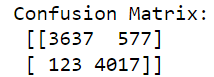 Confusion Matrix:
[[3637  577]
[ 123 4017]]